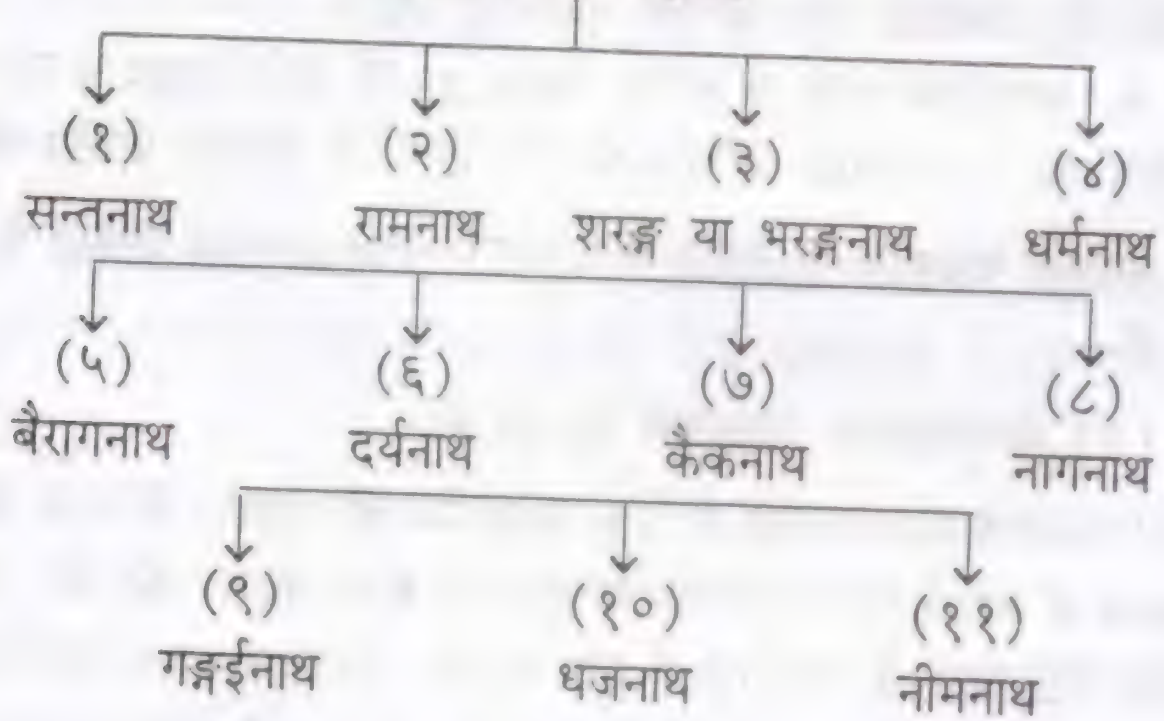 (१) (२) (३) (४)
सन्तनाथ रामनाथ शरङ्ग या भरङ्गनाथ धर्मनाथ
(५) (६) (७) (८)
बैरागनाथ दर्यनाथ कैकनाथ नागनाथ
(९) (१०) (११)
गङ्गईनाथ धजनाथ नीमनाथ